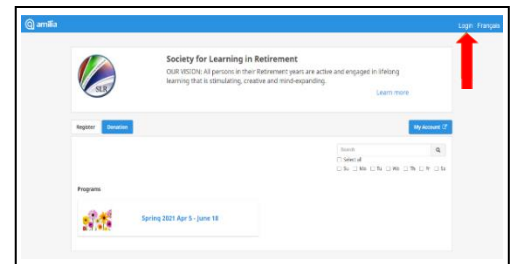 amilia
Login Français
Society for Learning in Retirement
OUR VISION: All persons in their Retirement years are active and engaged in lifelong
learning that is stimulating, creative and mind-expanding.
Learn more
SLR
Register Donation
My Account
Search
Select all
Su Mo Tu We Th Fr Sa
Programs
Spring 2021 Apr 5 - June 18